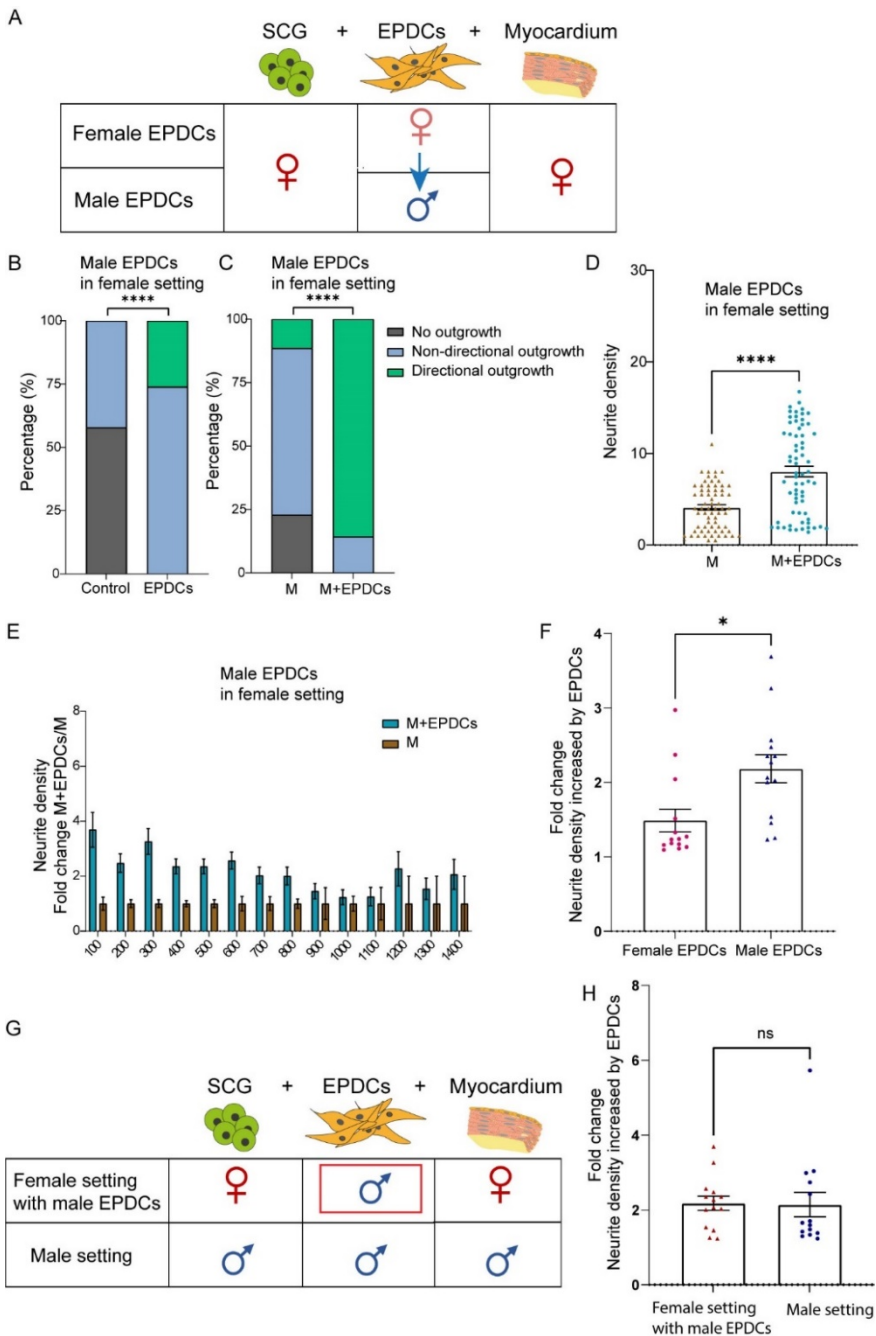 A
SCG + EPDCs + Myocardium
Female EPDCs
♀
♀
♀
Male EPDCs
♂
B
Male EPDCs
in female setting
****
Percentage (%)
100
75
50
25
0
Control
EPDCs
C
Male EPDCs
in female setting
****
Percentage (%)
100
75
50
25
0
M
M+EPDCs
No outgrowth
Non-directional outgrowth
Directional outgrowth
D
Male EPDCs
in female setting
****
Neurite density
30
20
10
0
M
M+EPDCs
E
Male EPDCs
in female setting
M+EPDCs
M
Neurite density
Fold change M+EPDCs/M
8
4
0
100
200
300
400
500
600
700
800
900
1000
1100
1200
1300
1400
F
*
Fold change
Neurite density increased by EPDCs
4
3
2
1
0
Female EPDCs
Male EPDCs
G
SCG + EPDCs + Myocardium
Female setting
with male EPDCs
♀
♂
♀
Male setting
♂
♂
♂
H
ns
Fold change
Neurite density increased by EPDCs
8
6
4
2
0
Female setting
with male EPDCs
Male setting